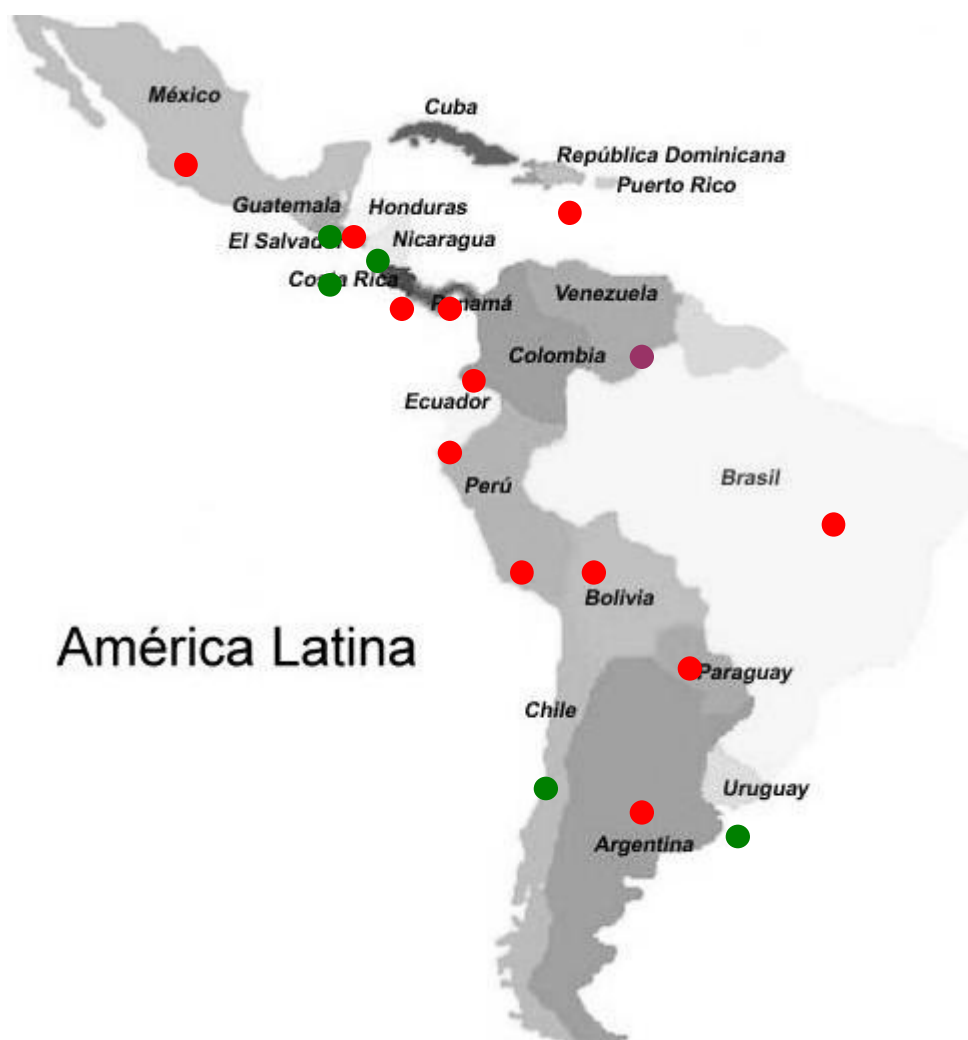 México
Cuba
República Dominicana
Puerto Rico
Guatemala
Honduras
El Salvador
Nicaragua
Costa Rica
Venezuela
Panamá
Colombia
Ecuador
Brasil
Perú
Bolivia
América Latina
Paraguay
Chile
Uruguay
Argentina